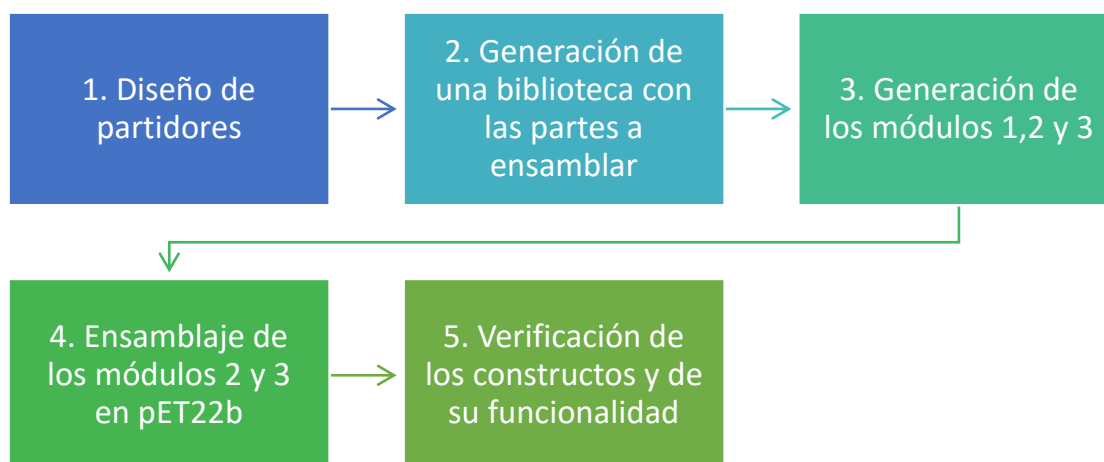 1. Diseño de
partidores
2. Generación de
una biblioteca con
las partes a
ensamblar
3. Generación de
los módulos 1,2 y 3
4. Ensamblaje de
los módulos 2 y 3
en pET22b
5. Verificación de
los constructos y de
su funcionalidad